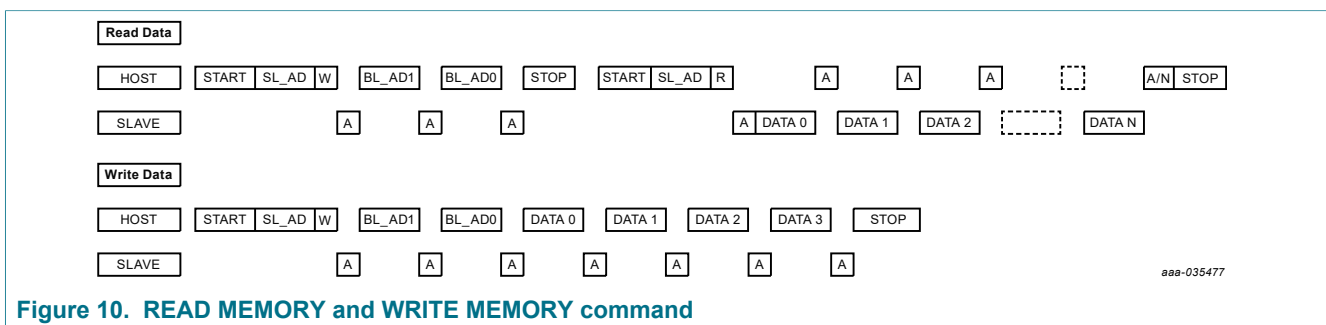 Read Data
HOST START SL_AD W BL_AD1 BL_AD0 STOP START SL_AD R A A A A/N STOP
SLAVE A A A A DATA 0 DATA 1 DATA 2 DATA N
Write Data
HOST START SL_AD W BL_AD1 BL_AD0 DATA 0 DATA 1 DATA 2 DATA 3 STOP
SLAVE A A A A A A A
aaa-035477
Figure 10. READ MEMORY and WRITE MEMORY command